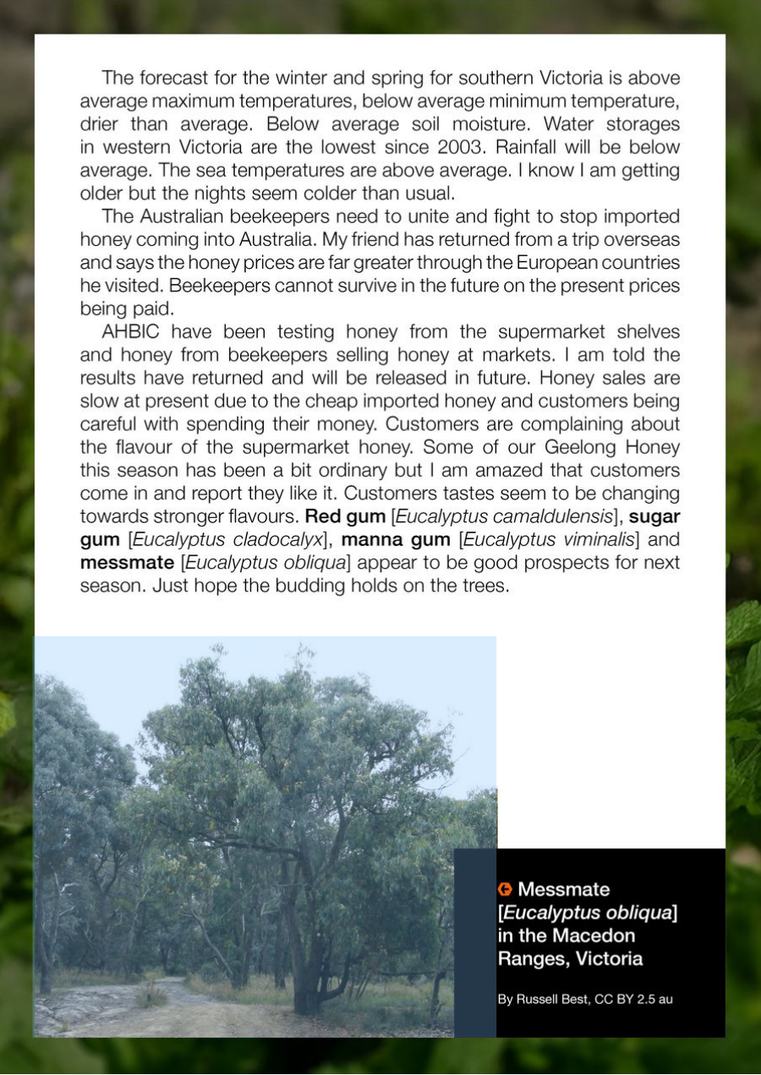 The forecast for the winter and spring for southern Victoria is above
average maximum temperatures, below average minimum temperature,
drier than average. Below average soil moisture. Water storages
in western Victoria are the lowest since 2003. Rainfall will be below
average. The sea temperatures are above average. I know I am getting
older but the nights seem colder than usual.
The Australian beekeepers need to unite and fight to stop imported
honey coming into Australia. My friend has returned from a trip overseas
and says the honey prices are far greater through the European countries
he visited. Beekeepers cannot survive in the future on the present prices
being paid.
AHBIC have been testing honey from the supermarket shelves
and honey from beekeepers selling honey at markets. I am told the
results have returned and will be released in future. Honey sales are
slow at present due to the cheap imported honey and customers being
careful with spending their money. Customers are complaining about
the flavour of the supermarket honey. Some of our Geelong Honey
this season has been a bit ordinary but I am amazed that customers
come in and report they like it. Customers tastes seem to be changing
towards stronger flavours. Red gum [Eucalyptus camaldulensis], sugar
gum [Eucalyptus cladocalyx], manna gum [Eucalyptus viminalis] and
messmate [Eucalyptus obliqua] appear to be good prospects for next
season. Just hope the budding holds on the trees.
Messmate
[Eucalyptus obliqua]
in the Macedon
Ranges, Victoria
By Russell Best, CC BY 2.5 au